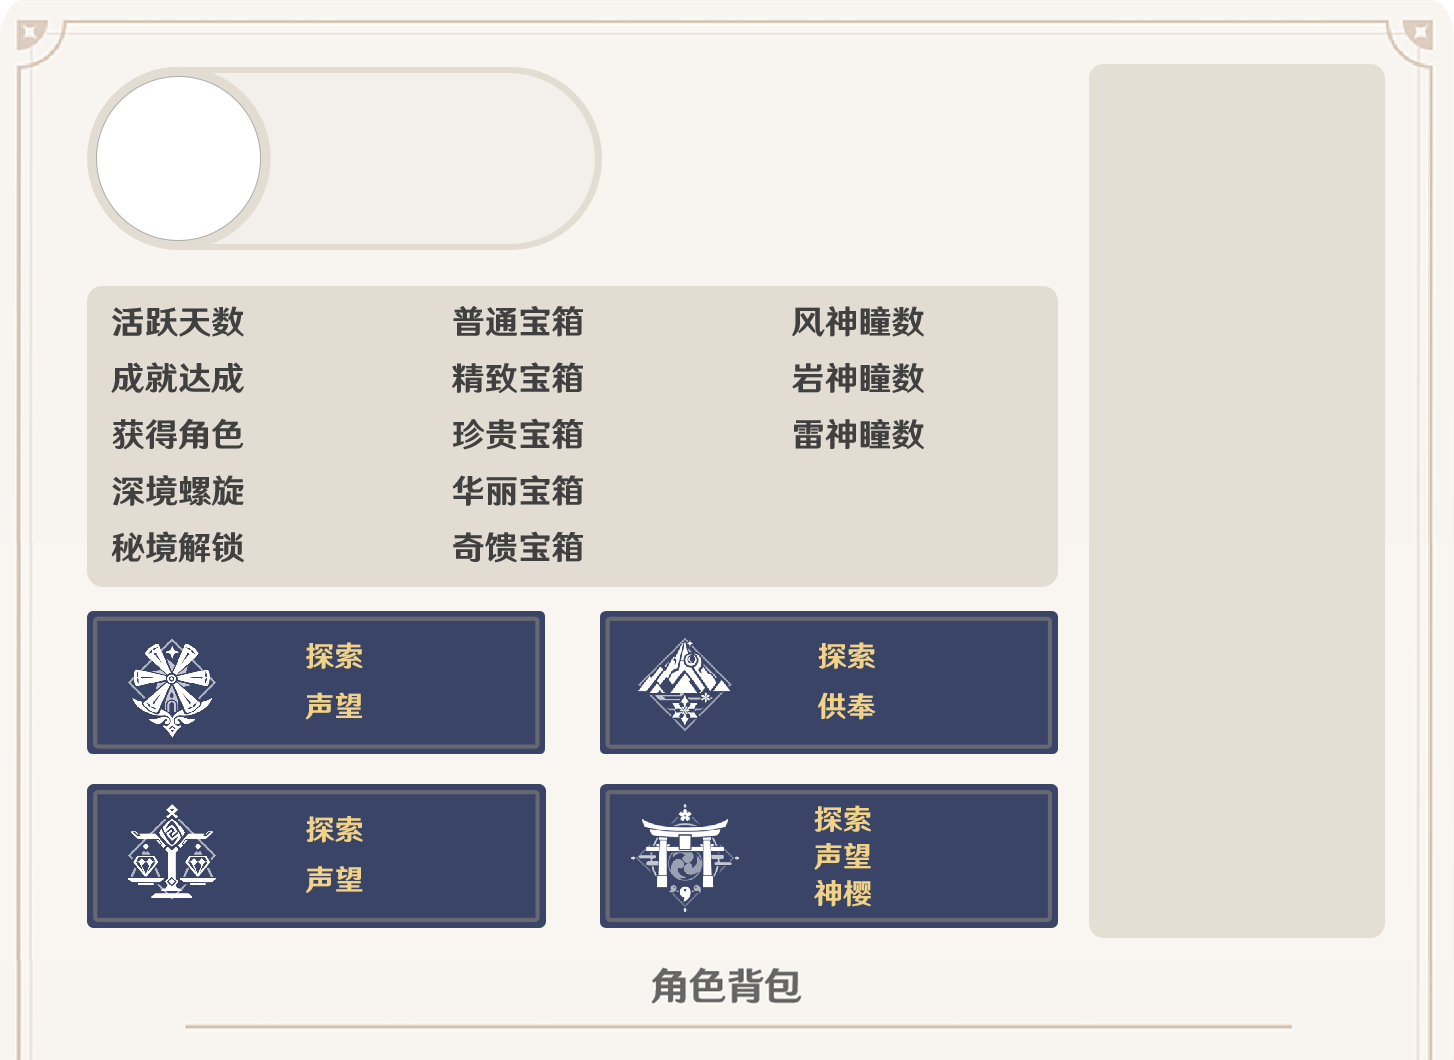 活跃天数 普通宝箱 风神瞳数
成就达成 精致宝箱 岩神瞳数
获得角色 珍贵宝箱 雷神瞳数
深境螺旋 华丽宝箱
秘境解锁 奇馈宝箱
探索
声望
探索
供奉
探索
声望
探索
声望
神樱
角色背包